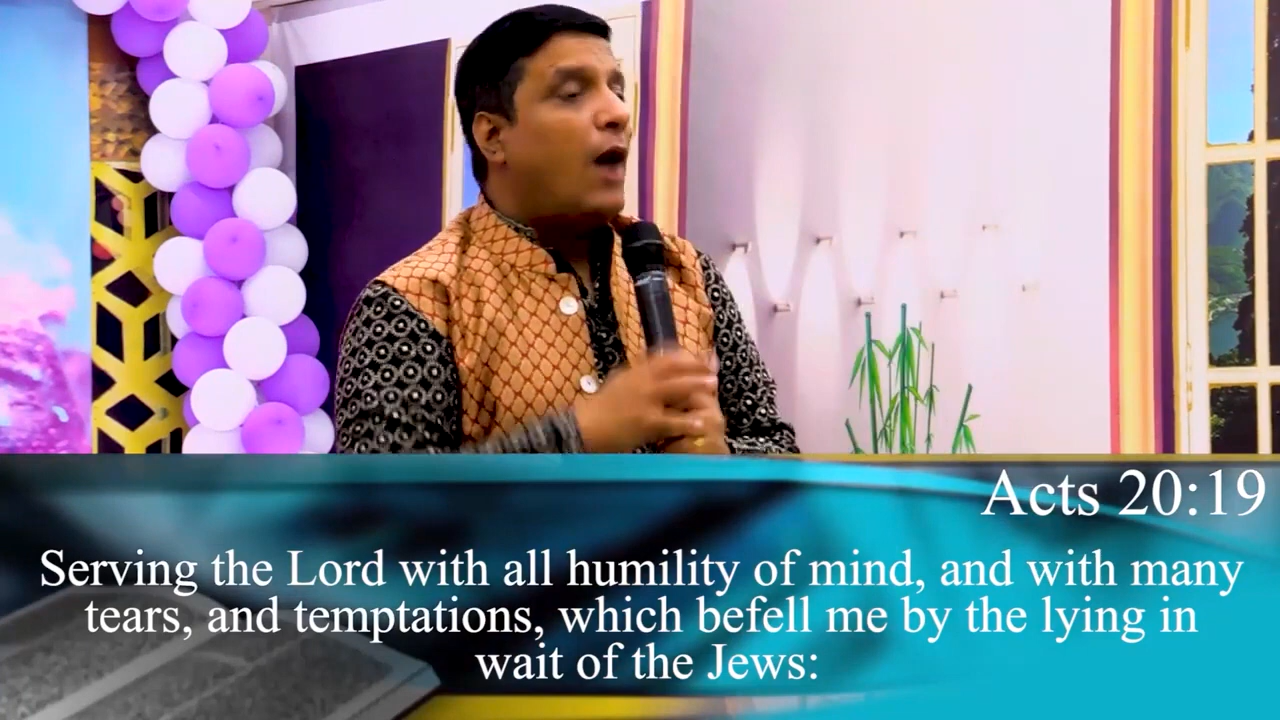 Acts 20:19
Serving the Lord with all humility of mind, and with many
tears, and temptations, which befell me by the lying in
wait of the Jews: